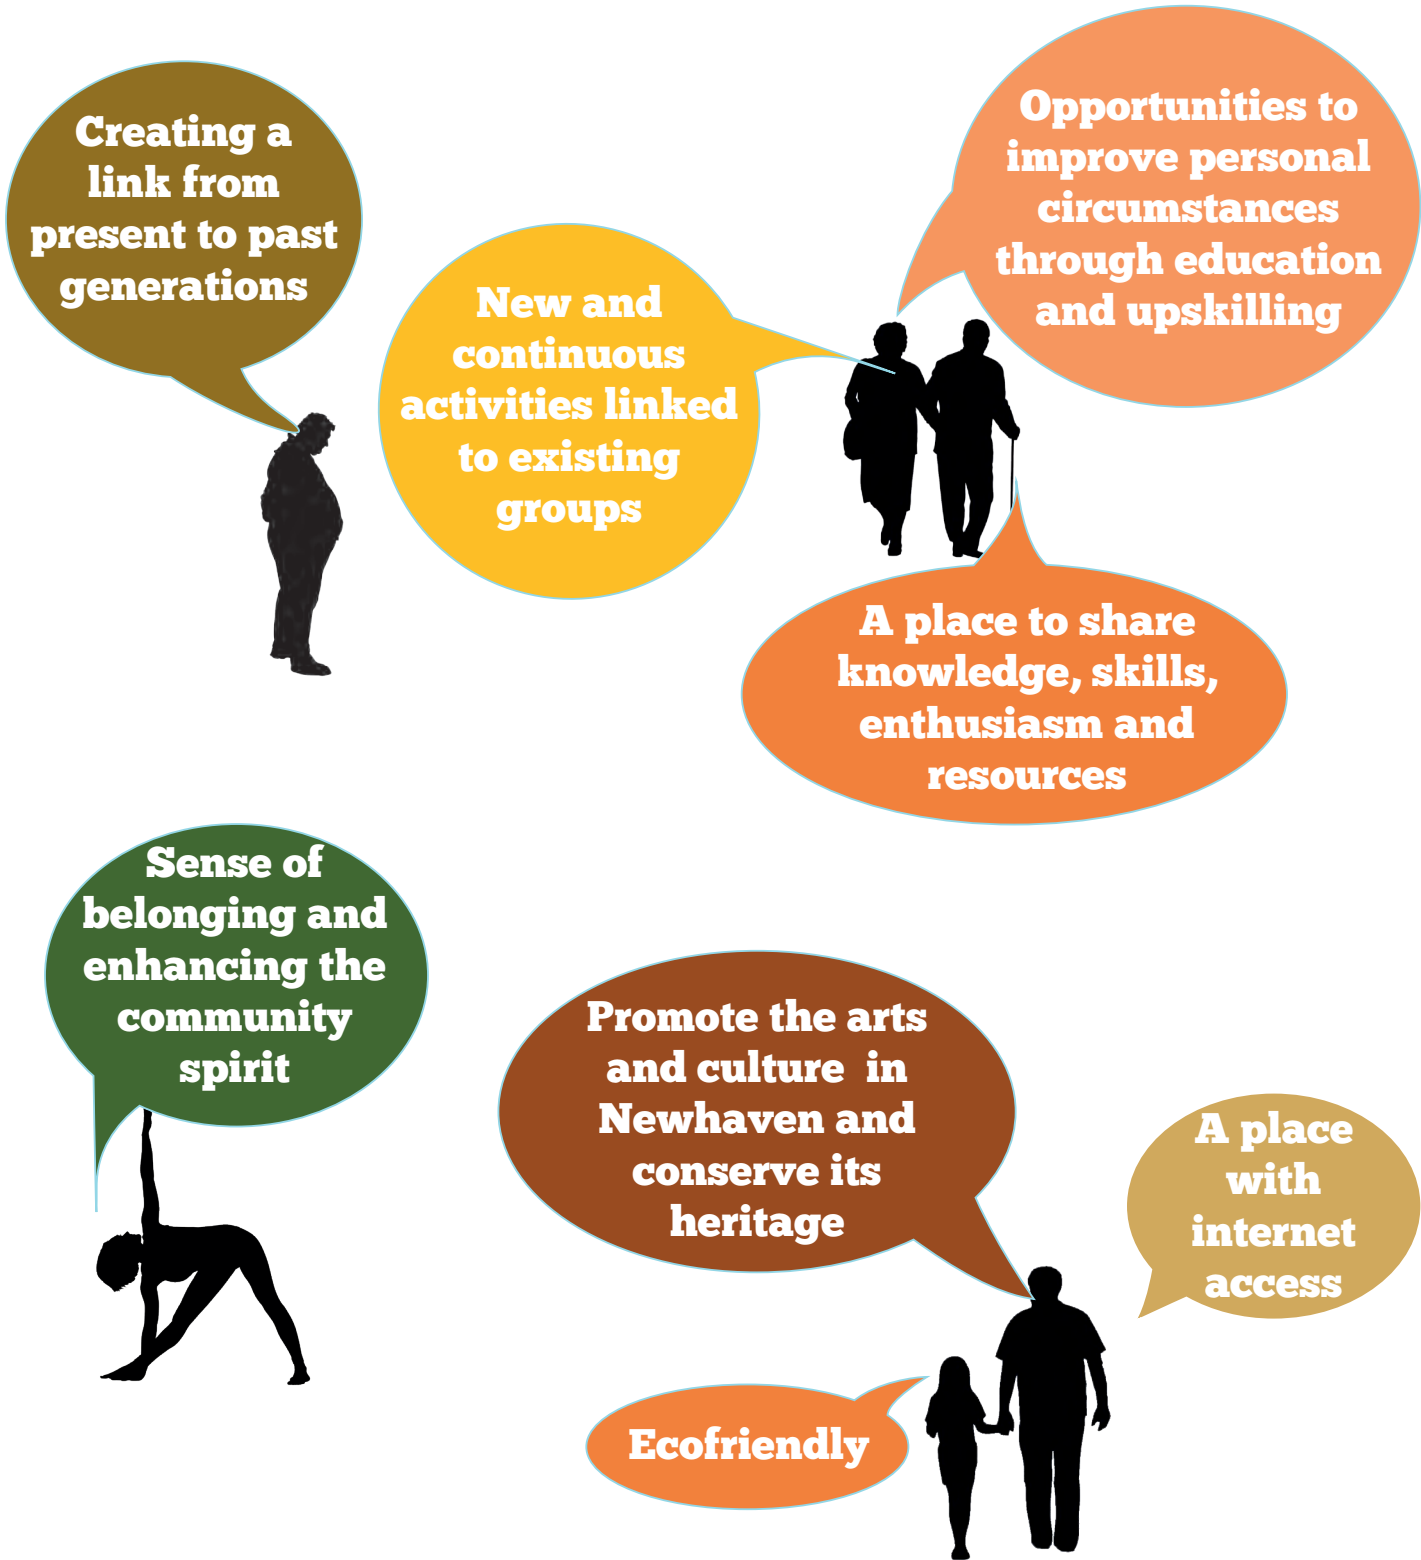 Creating a
link from
present to past
generations
Opportunities to
improve personal
circumstances
through education
and upskilling
New and
continuous
activities linked
to existing
groups
A place to share
knowledge, skills,
enthusiasm and
resources
Sense of
belonging and
enhancing the
community
spirit
Promote the arts
and culture in
Newhaven and
conserve its
heritage
A place
with
internet
access
Ecofriendly